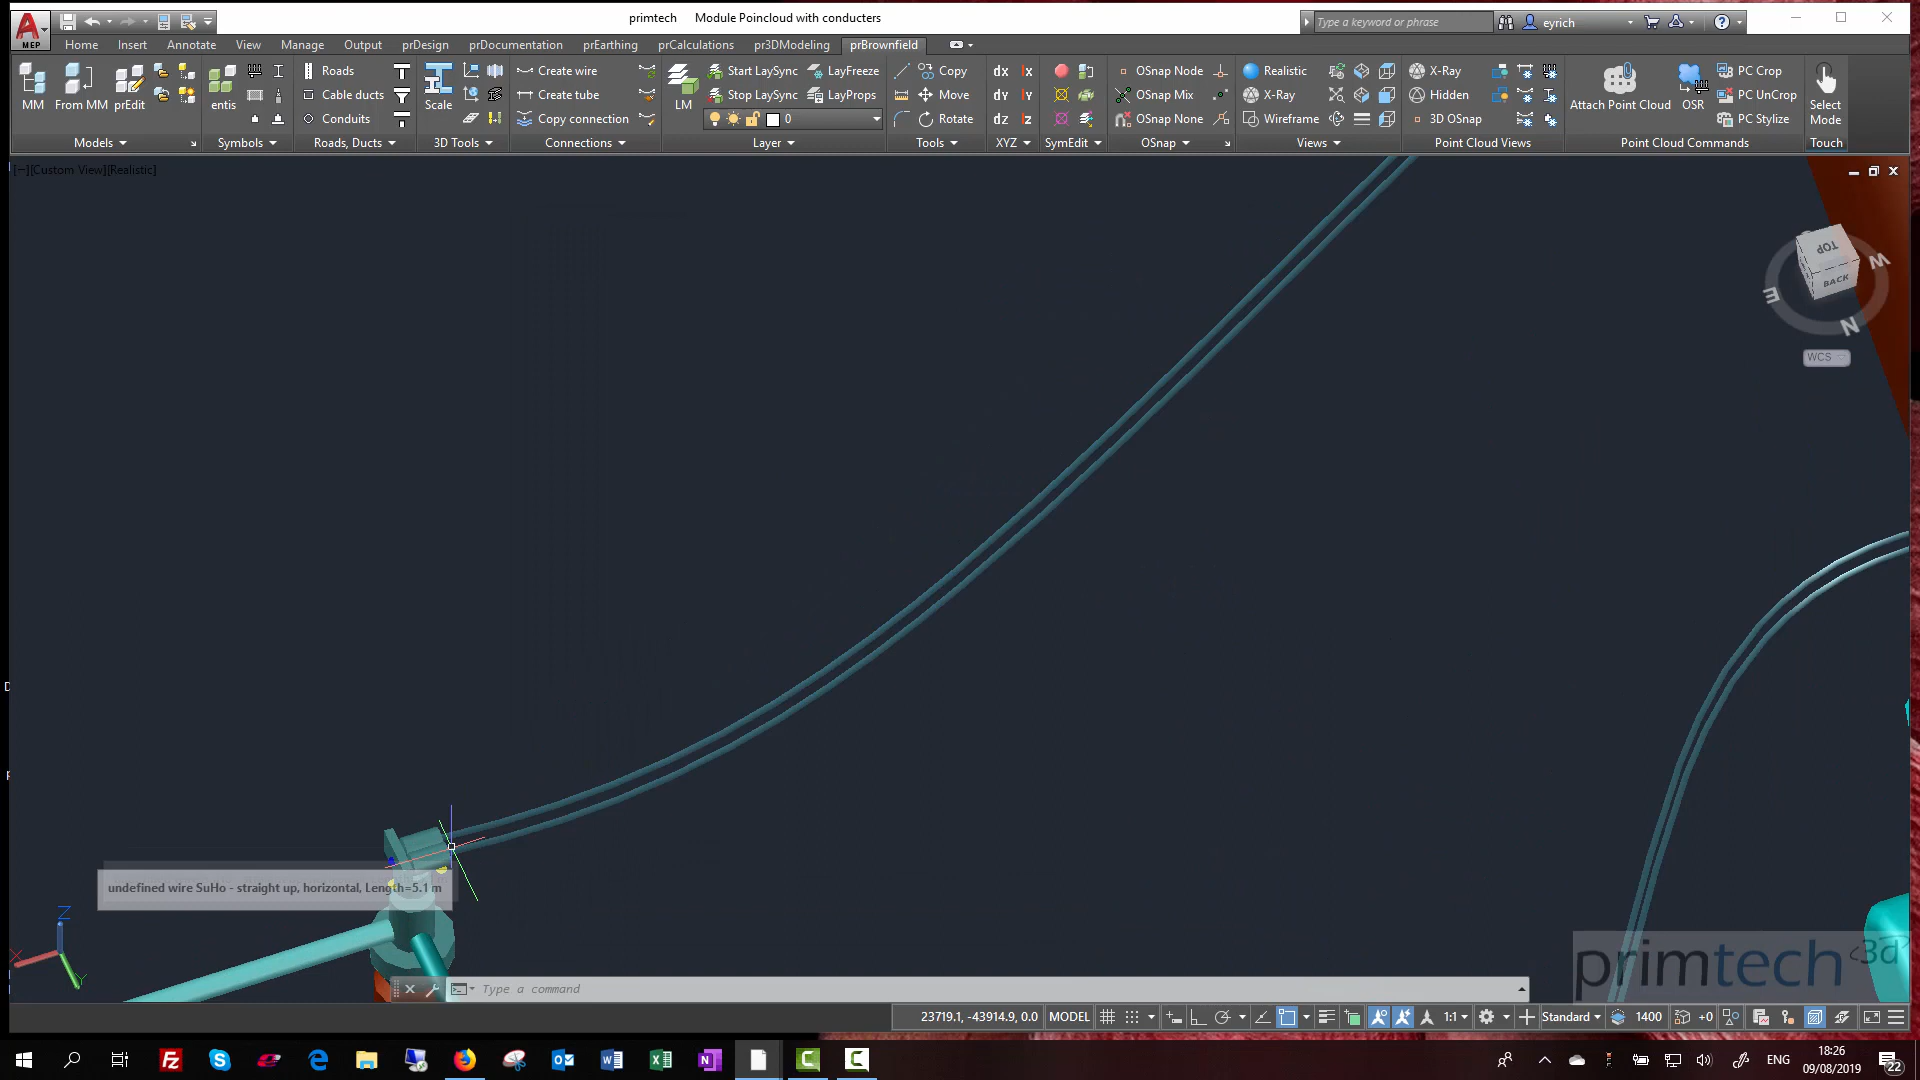 primtech Module Poincloud with conducters
Type a keyword or phrase
eyrich
MEP
Home Insert Annotate View Manage Output prDesign prDocumentation prEarthing prCalculations pr3DModeling prBrownfield
MM
From MM
prEdit
Models
entis
Symbols
Roads
Cable ducts
Conduits
Roads, Ducts
Scale
3D Tools
Create wire
Create tube
Copy connection
Connections
LM
Start LaySync
LayFreeze
Stop LaySync
LayProps
0
Layer
Copy
Move
Rotate
Tools
dx
lx
dY
lY
dz
lz
XYZ
SymEdit
OSnap Node
OSnap Mix
OSnap None
OSnap
Realistic
X-Ray
Wireframe
Views
X-Ray
Hidden
3D OSnap
Point Cloud Views
Attach Point Cloud
OSR
PC Crop
PC UnCrop
PC Stylize
Point Cloud Commands
Select
Mode
Touch
[−][Custom View][Realistic]
TOP
BACK
W
E
N
WCS
undefined wire SuHo - straight up, horizontal, Length=5.1 m
Z
X
Y
primtech <3d>
Type a command
23719.1, -43914.9, 0.0 MODEL
1:1
Standard
1400
+0
ENG
18:26
09/08/2019
22